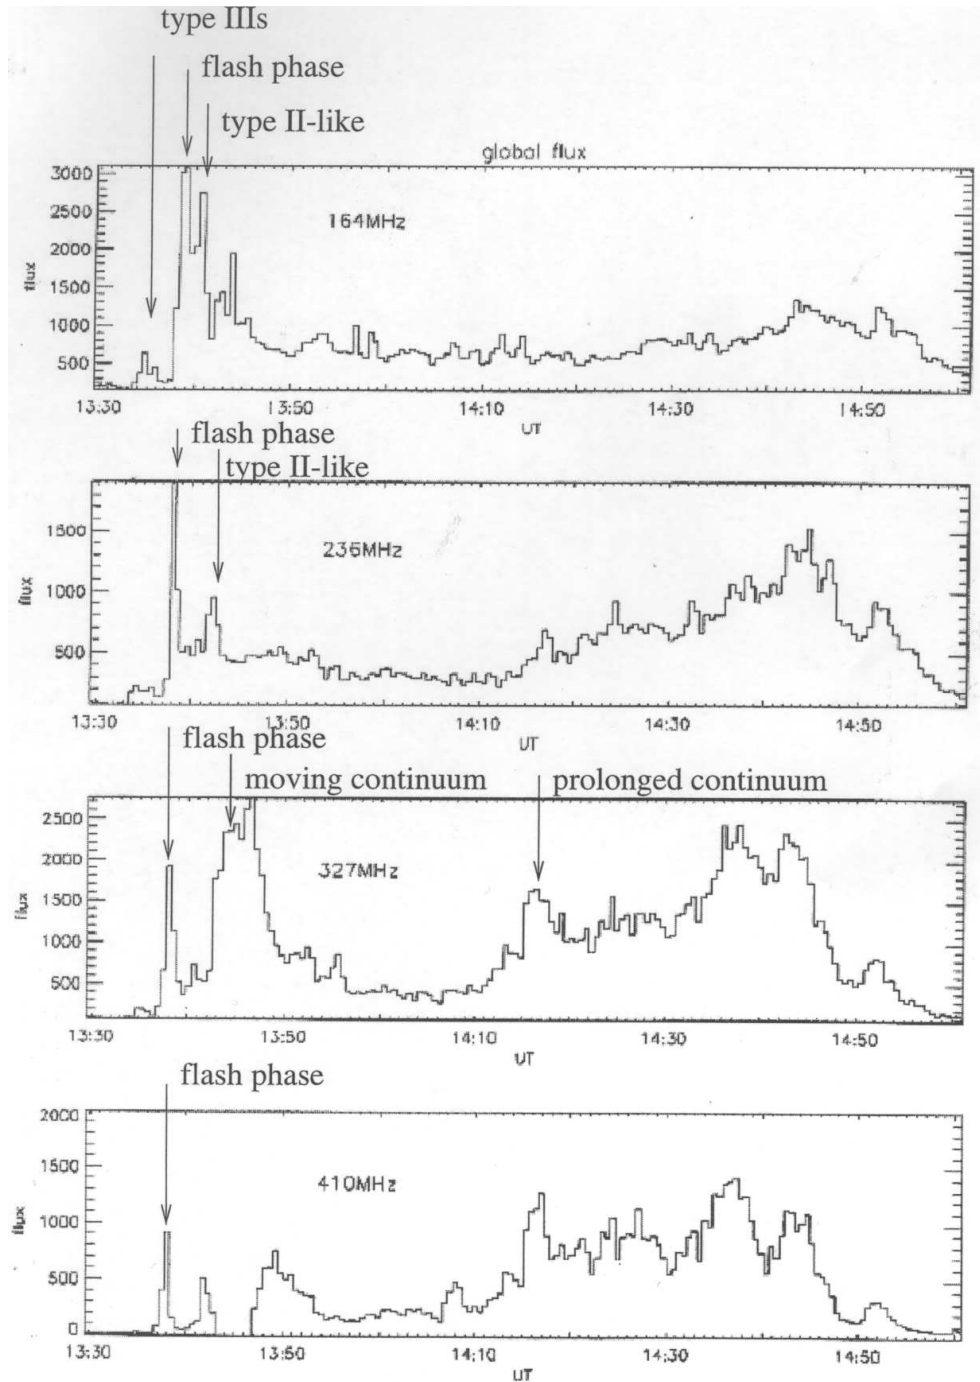 type IIIs
flash phase
type II-like
global flux
3000
2500
2000
1500
1000
500
flux
164MHz
13:30 13:50 14:10 14:30 14:50
UT
flash phase
type II-like
1500
1000
500
flux
236MHz
13:30 13:50 14:10 14:30 14:50
UT
flash phase
moving continuum prolonged continuum
2500
2000
1500
1000
500
flux
327MHz
13:30 13:50 14:10 14:30 14:50
UT
flash phase
2000
1500
1000
500
0
flux
410MHz
13:30 13:50 14:10 14:30 14:50
UT